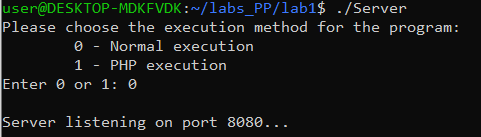 user@DESKTOP-MDKFVDK:~/labs_PP/lab1$ ./Server
Please choose the execution method for the program:
0 - Normal execution
1 - PHP execution
Enter 0 or 1: 0
Server listening on port 8080...